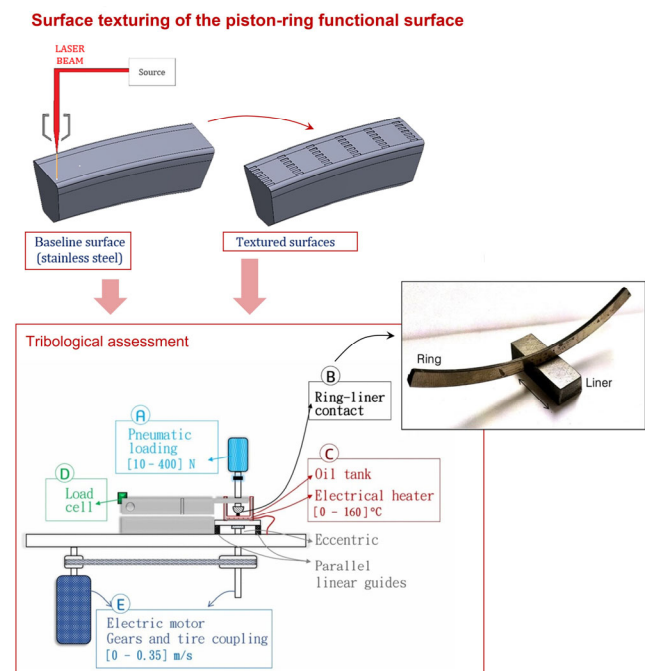 Surface texturing of the piston-ring functional surface
LASER
BEAM
Source
Baseline surface
(stainless steel)
Textured surfaces
Tribological assessment
Ring
Liner
B
Ring-liner
contact
A
Pneumatic
loading
[10-400] N
C
Oil tank
Electrical heater
[0 - 160]°C
D
Load
cell
Eccentric
Parallel
linear guides
E
Electric motor
Gears and tire coupling
[0 - 0.35] m/s